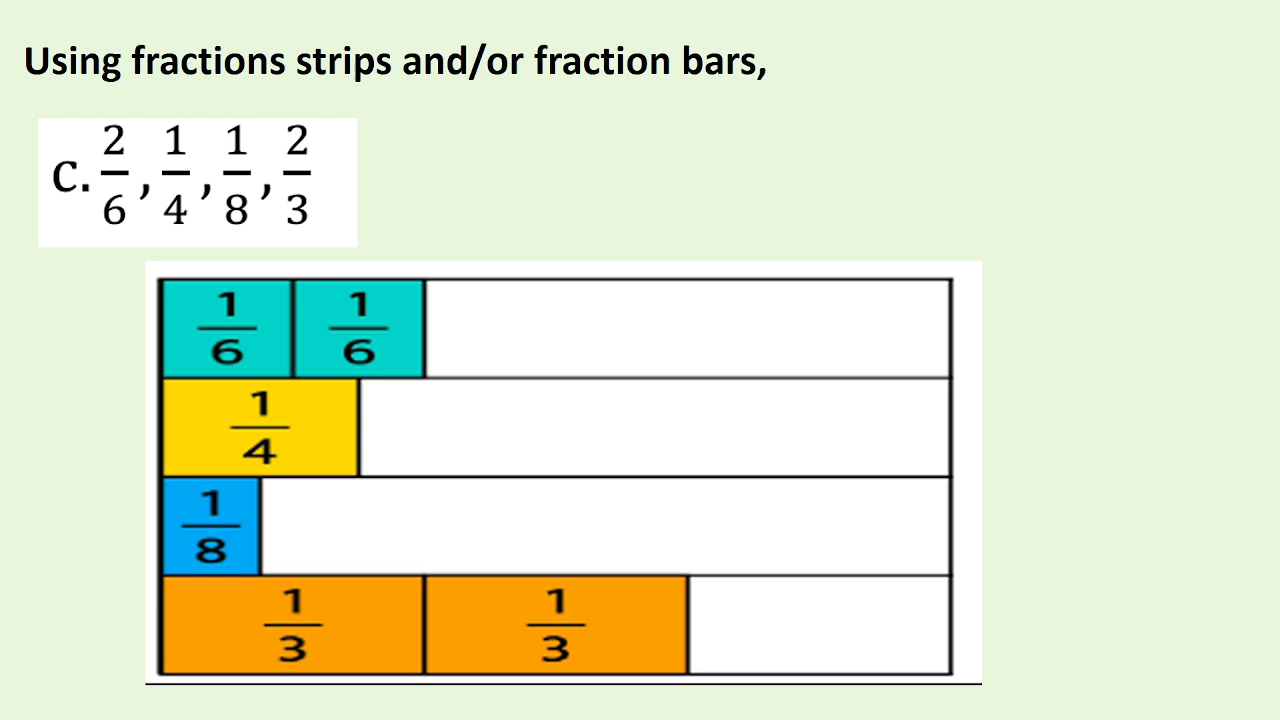 Using fractions strips and/or fraction bars,
C. 2/6, 1/4, 1/8, 2/3
1/6 1/6
1/4
1/8
1/3 1/3